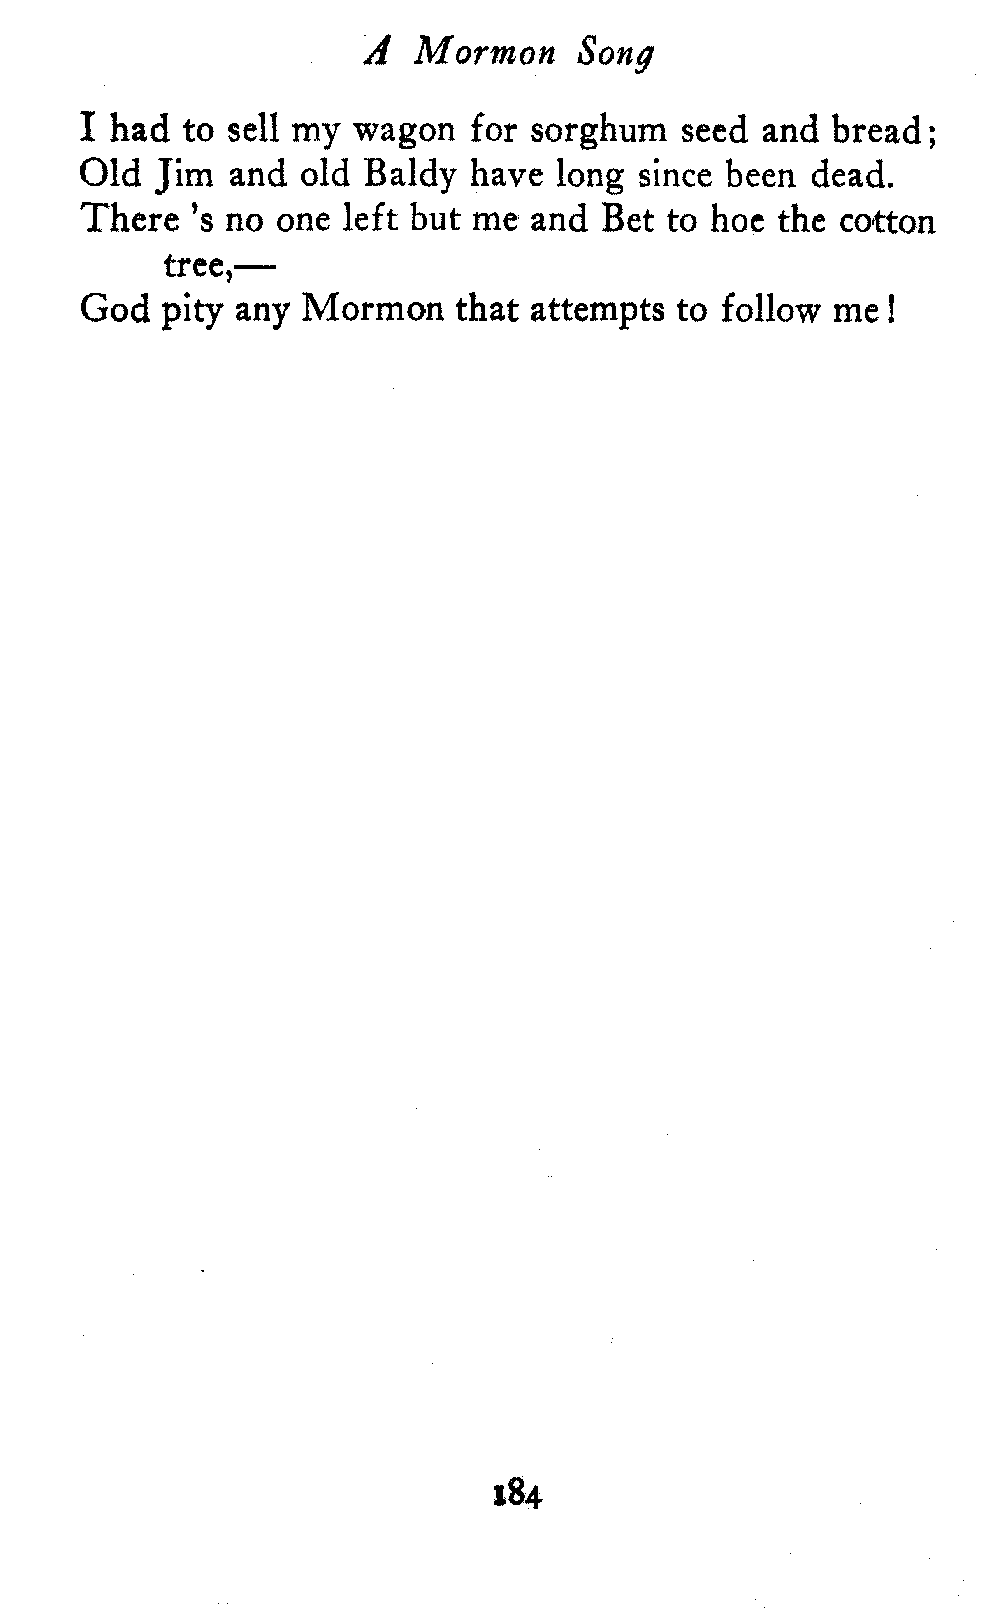 A Mormon Song
I had to sell my wagon for sorghum seed and bread;
Old Jim and old Baldy have long since been dead.
There 's no one left but me and Bet to hoe the cotton
tree,—
God pity any Mormon that attempts to follow me!
184